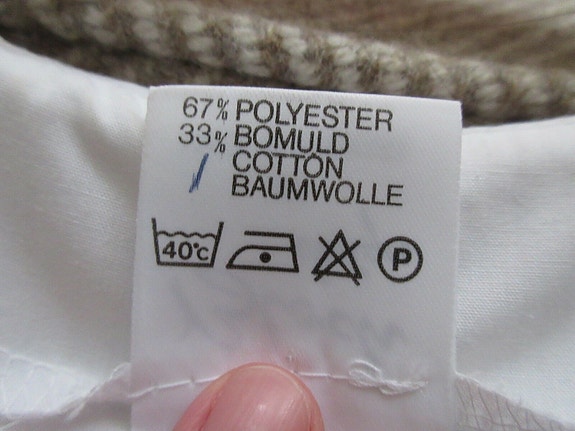 67% POLYESTER
33% BOMULD
COTTON
BAUMWOLLE
40°C P